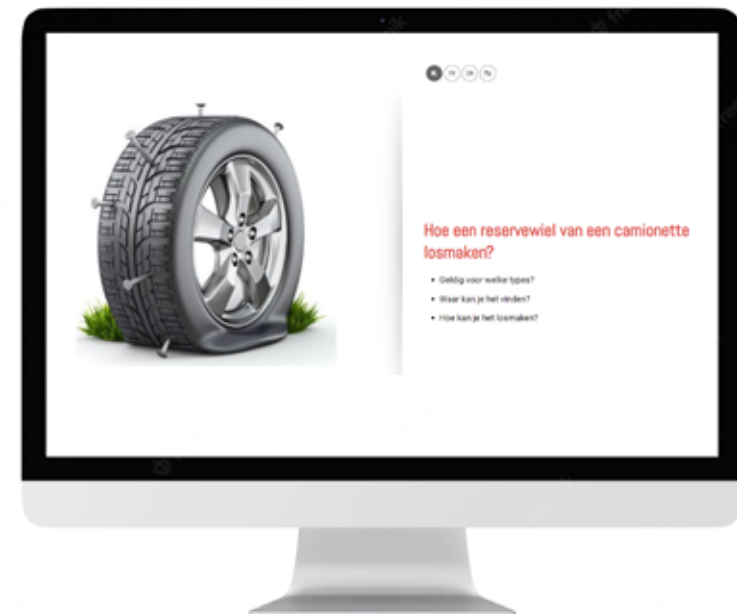 Hoe een reservewiel van een camionette
losmaken?
• Geldig voor welke types?
• Waar kan je het vinden?
• Hoe kan je het losmaken?